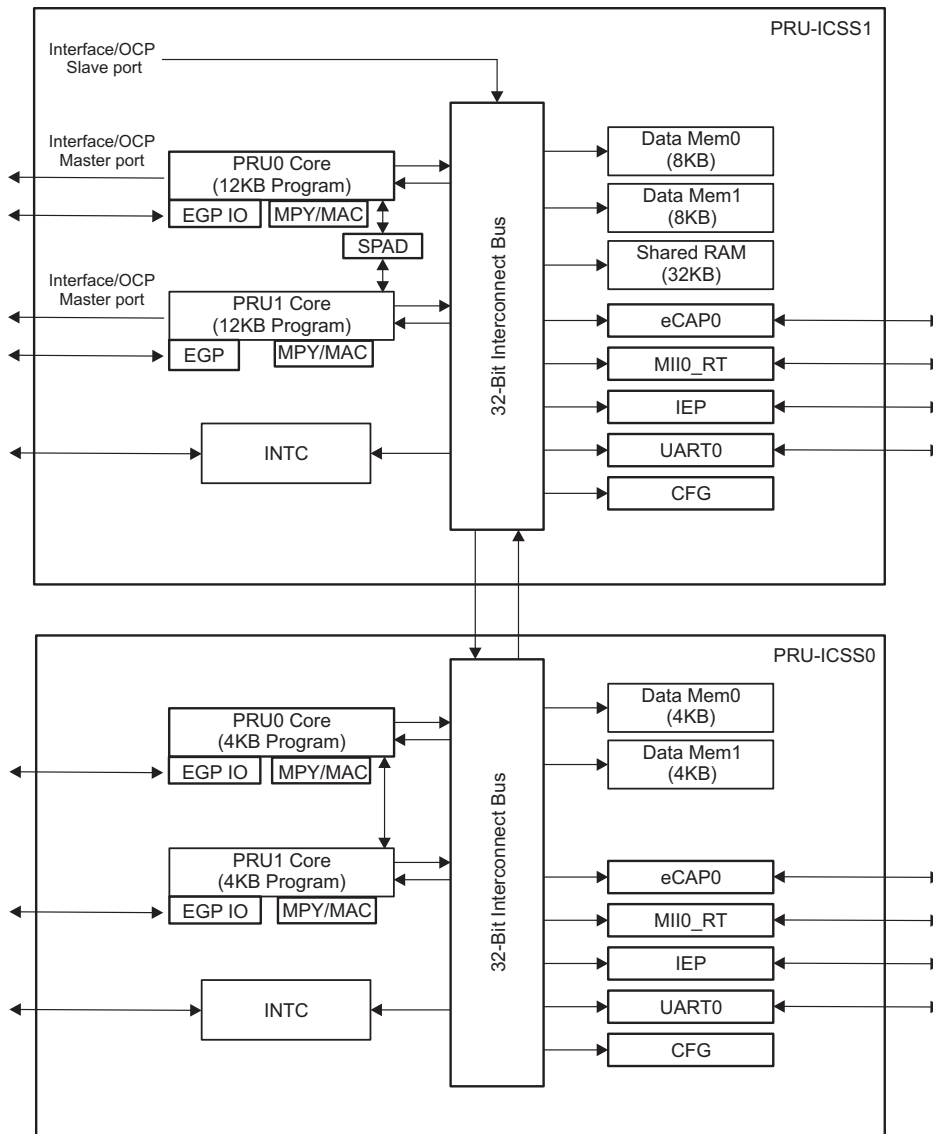 PRU-ICSS1
Interface/OCP
Slave port
Interface/OCP
Master port
PRU0 Core
(12KB Program)
EGP IO
MPY/MAC
SPAD
Interface/OCP
Master port
PRU1 Core
(12KB Program)
EGP
MPY/MAC
INTC
32-Bit Interconnect Bus
Data Mem0
(8KB)
Data Mem1
(8KB)
Shared RAM
(32KB)
eCAP0
MII0_RT
IEP
UART0
CFG
PRU-ICSS0
PRU0 Core
(4KB Program)
EGP IO
MPY/MAC
PRU1 Core
(4KB Program)
EGP IO
MPY/MAC
INTC
32-Bit Interconnect Bus
Data Mem0
(4KB)
Data Mem1
(4KB)
eCAP0
MII0_RT
IEP
UART0
CFG